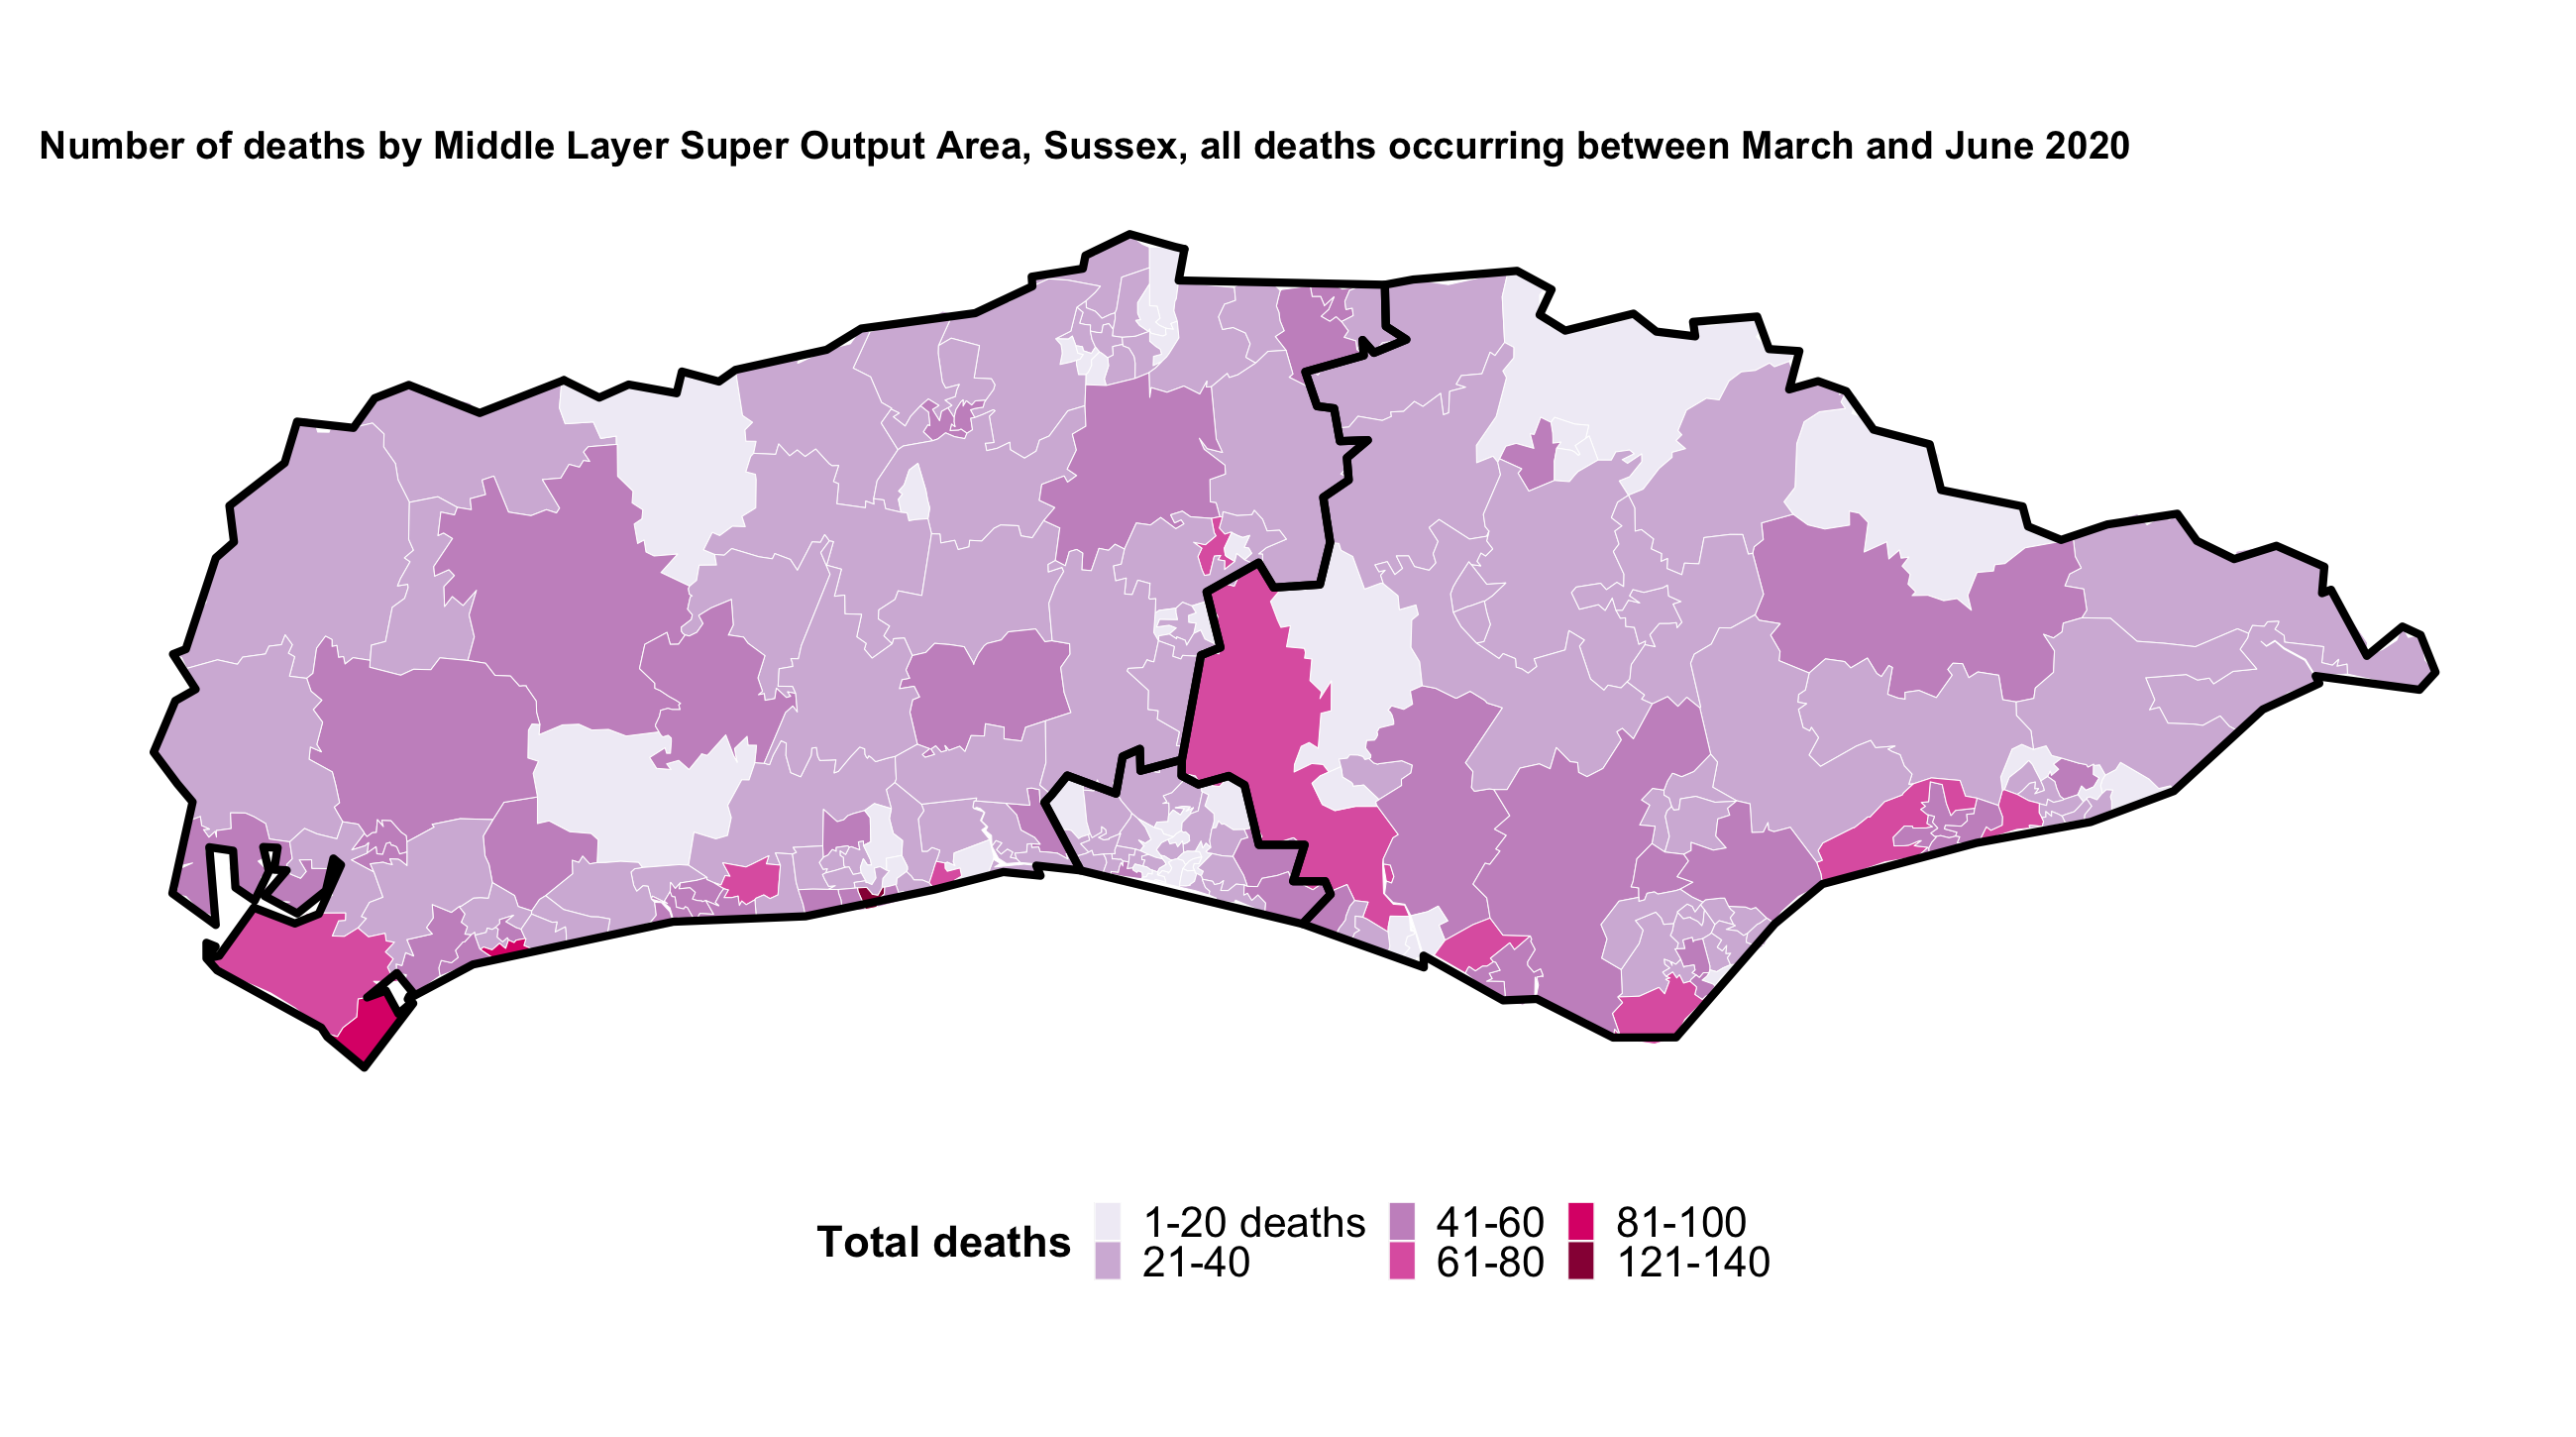 Number of deaths by Middle Layer Super Output Area, Sussex, all deaths occurring between March and June 2020
Total deaths
1-20 deaths
21-40
41-60
61-80
81-100
121-140